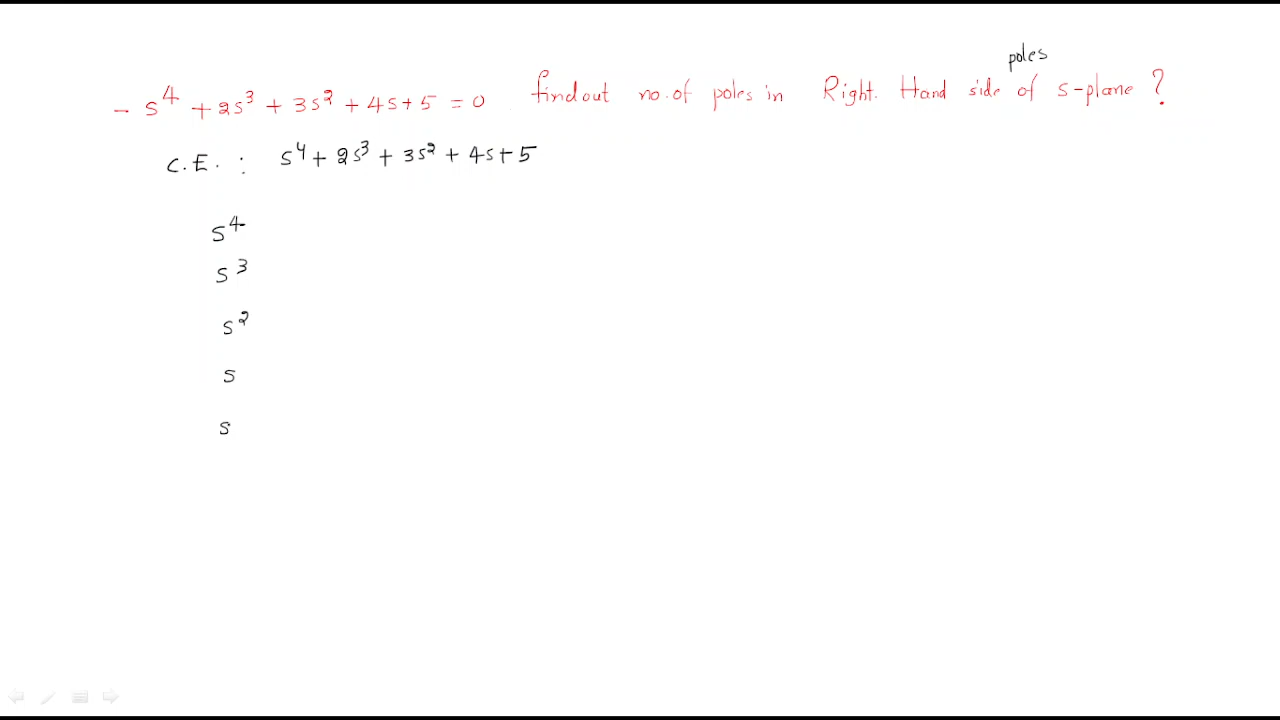 poles
- s⁴ + 2s³ + 3s² + 4s + 5 = 0 findout no. of poles in Right. Hand side of s-plane ?
C.E. : s⁴ + 2s³ + 3s² + 4s + 5
s⁴
s³
s²
s
s